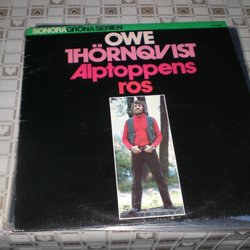 SONORA GRÖNA SERIEN
OWE
THÖRNQVIST
Alptoppens
ros